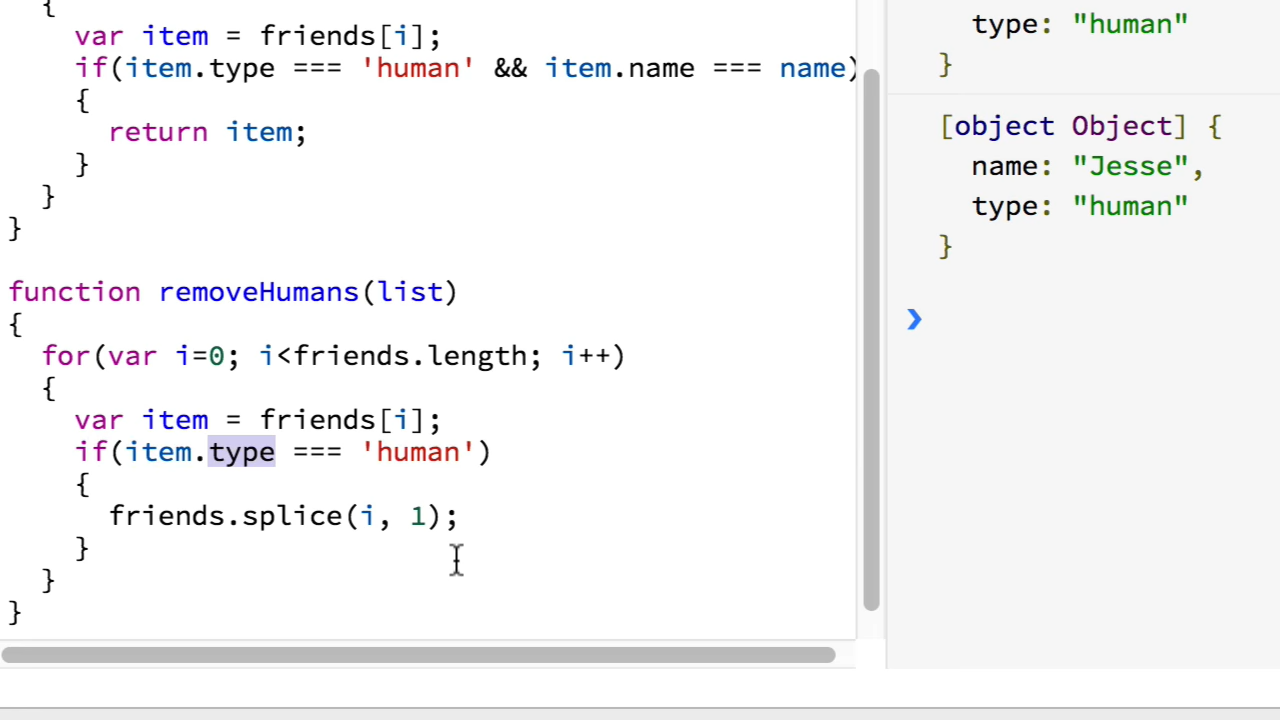 {
var item = friends[i];
if(item.type === 'human' && item.name === name)
{
return item;
}
}
}
function removeHumans(list)
{
for(var i=0; i<friends.length; i++)
{
var item = friends[i];
if(item.type === 'human')
{
friends.splice(i, 1);
}
}
}
type: "human"
}
[object Object] {
name: "Jesse",
type: "human"
}
❯